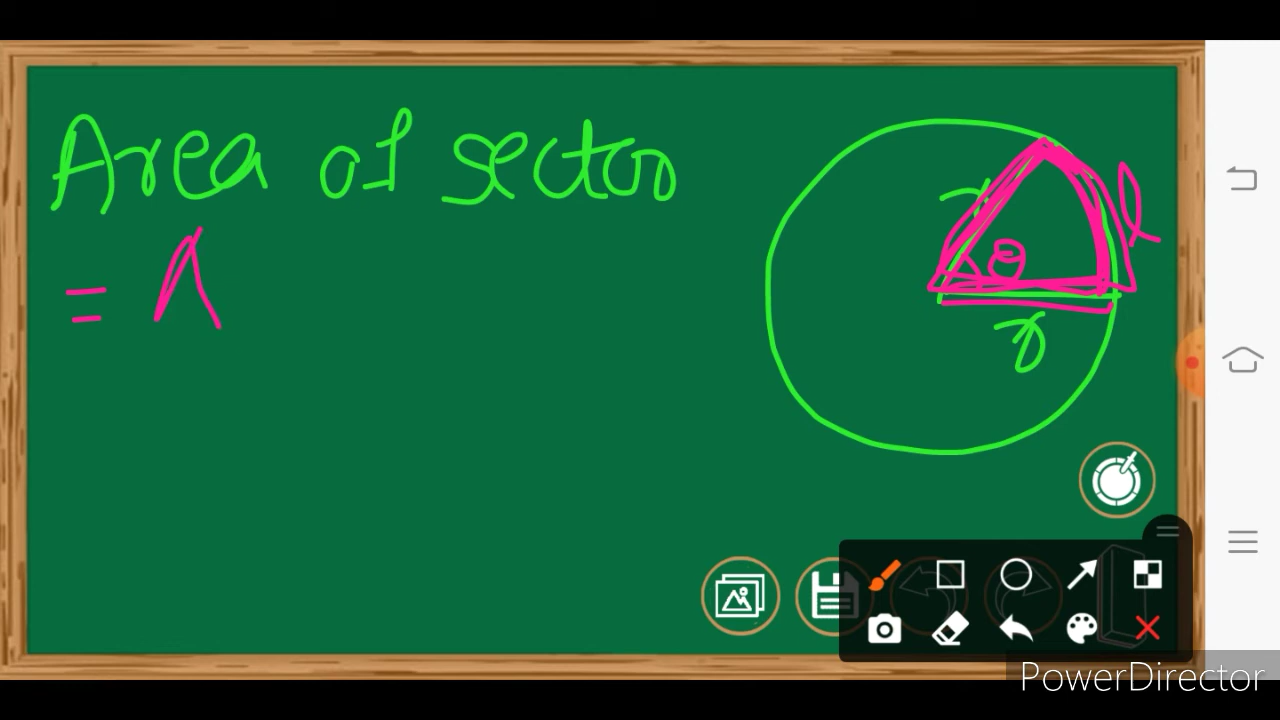 Area of sector
=
r
θ
l
r
PowerDirector